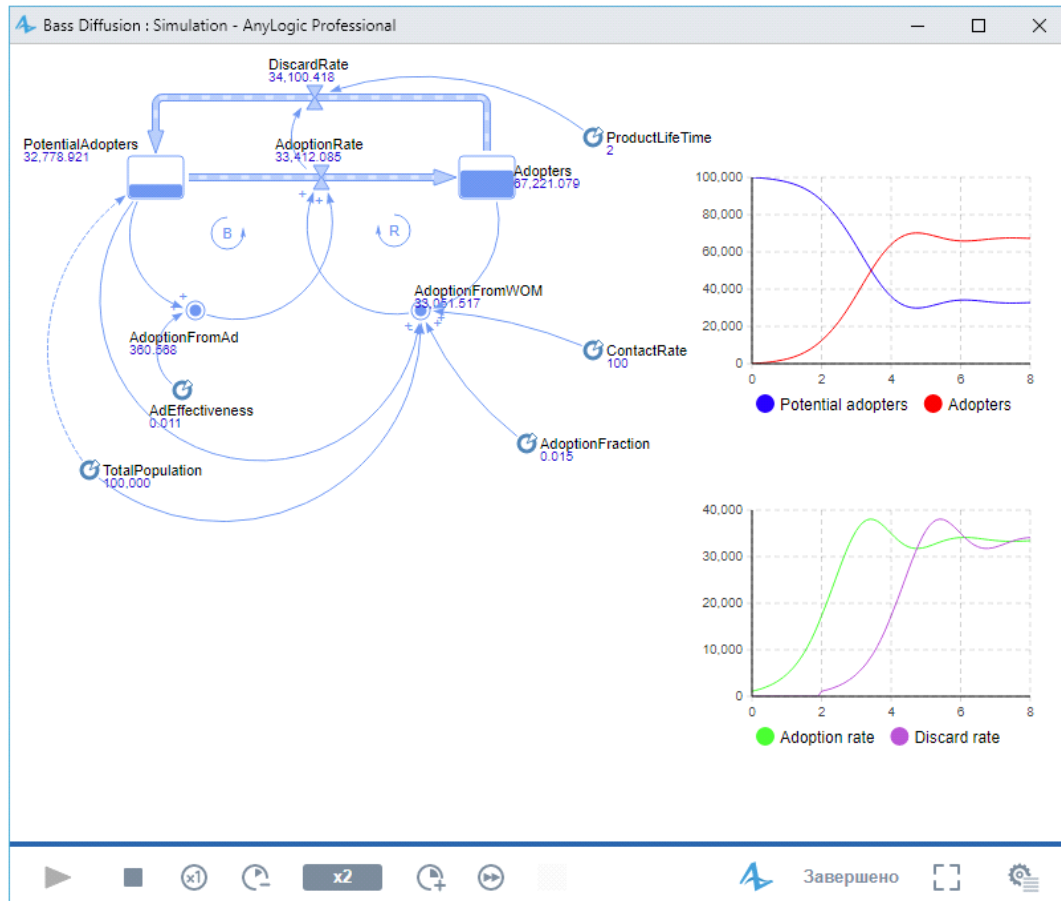 Bass Diffusion : Simulation - AnyLogic Professional
DiscardRate
34,100.418
ProductLifeTime
2
PotentialAdopters
32,778.921
AdoptionRate
33,412.085
Adopters
67,221.079
B
R
AdoptionFromWOM
33,051.517
AdoptionFromAd
360.568
ContactRate
100
AdEffectiveness
0.011
AdoptionFraction
0.015
TotalPopulation
100,000
100,000
80,000
60,000
40,000
20,000
0
0 2 4 6 8
Potential adopters Adopters
40,000
30,000
20,000
10,000
0
0 2 4 6 8
Adoption rate Discard rate
x1
x2
Завершено